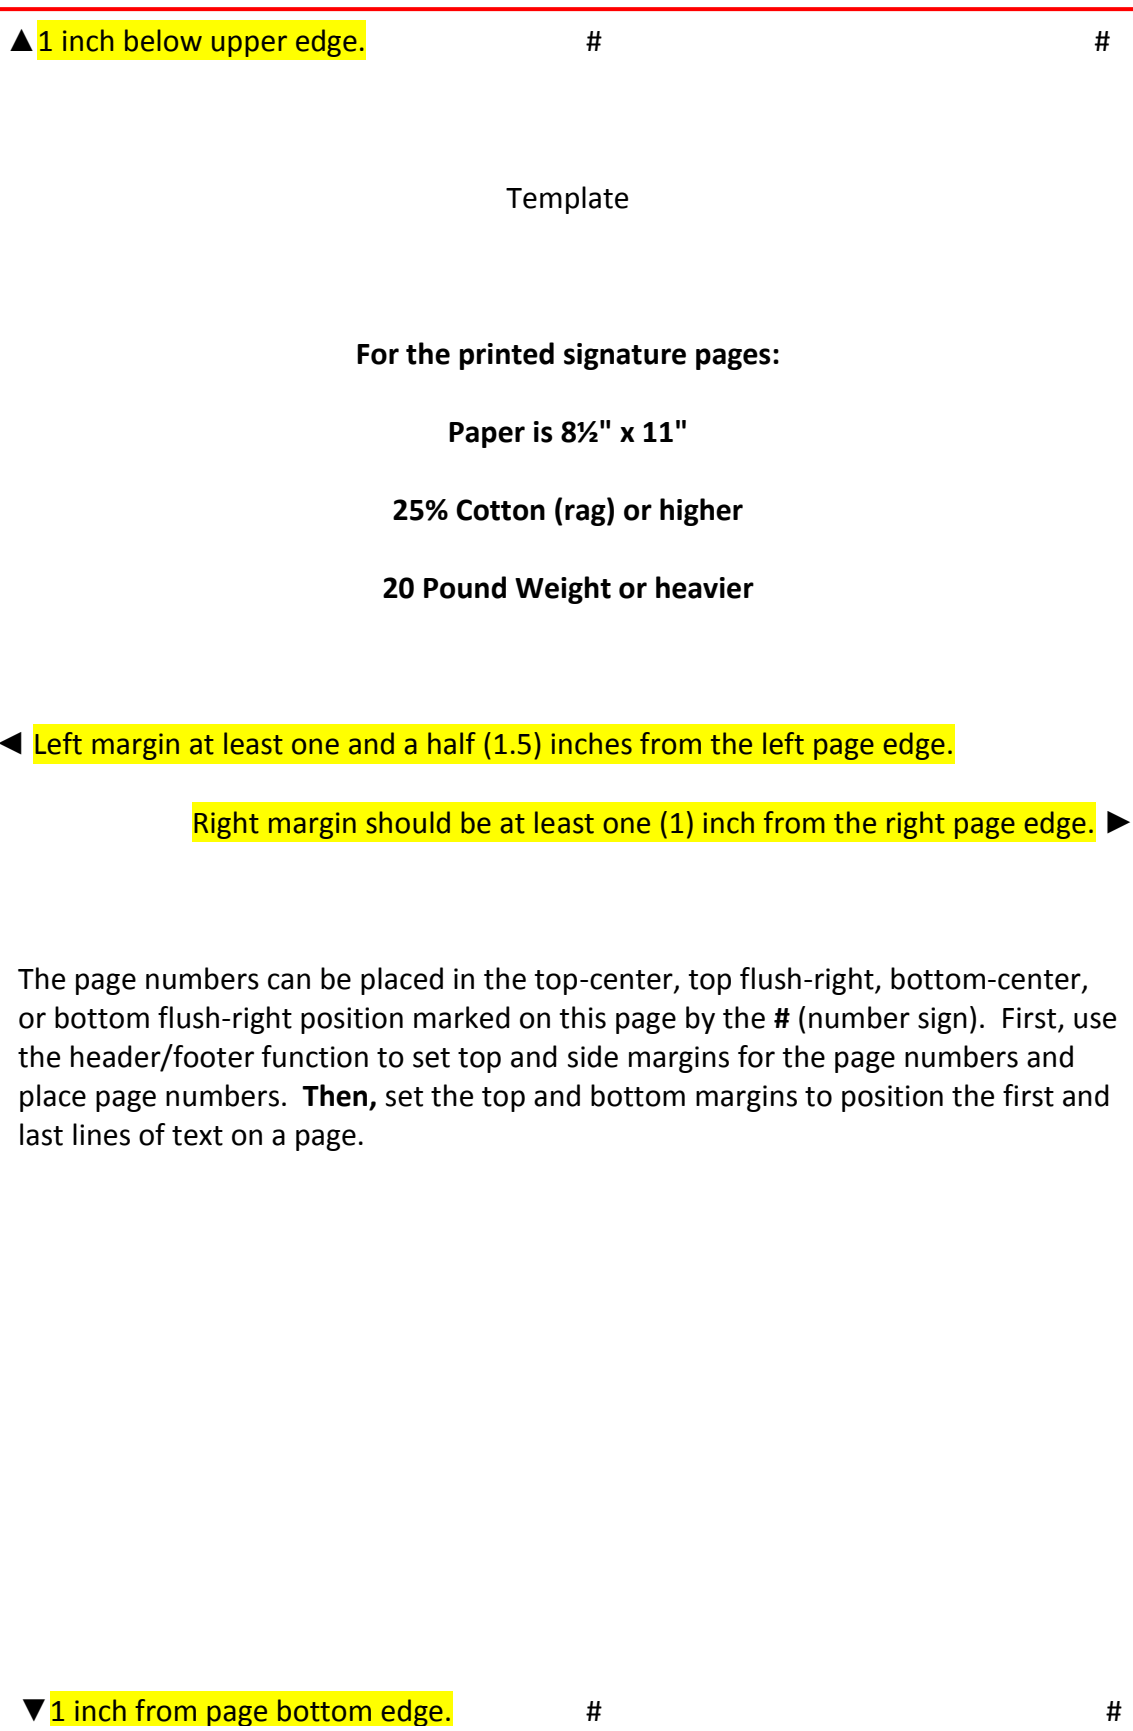 ▲1 inch below upper edge. # #
Template
For the printed signature pages:
Paper is 8½" x 11"
25% Cotton (rag) or higher
20 Pound Weight or heavier
◄ Left margin at least one and a half (1.5) inches from the left page edge.
Right margin should be at least one (1) inch from the right page edge. ►
The page numbers can be placed in the top-center, top flush-right, bottom-center,
or bottom flush-right position marked on this page by the # (number sign).  First, use
the header/footer function to set top and side margins for the page numbers and
place page numbers.  Then, set the top and bottom margins to position the first and
last lines of text on a page.
▼1 inch from page bottom edge. # #